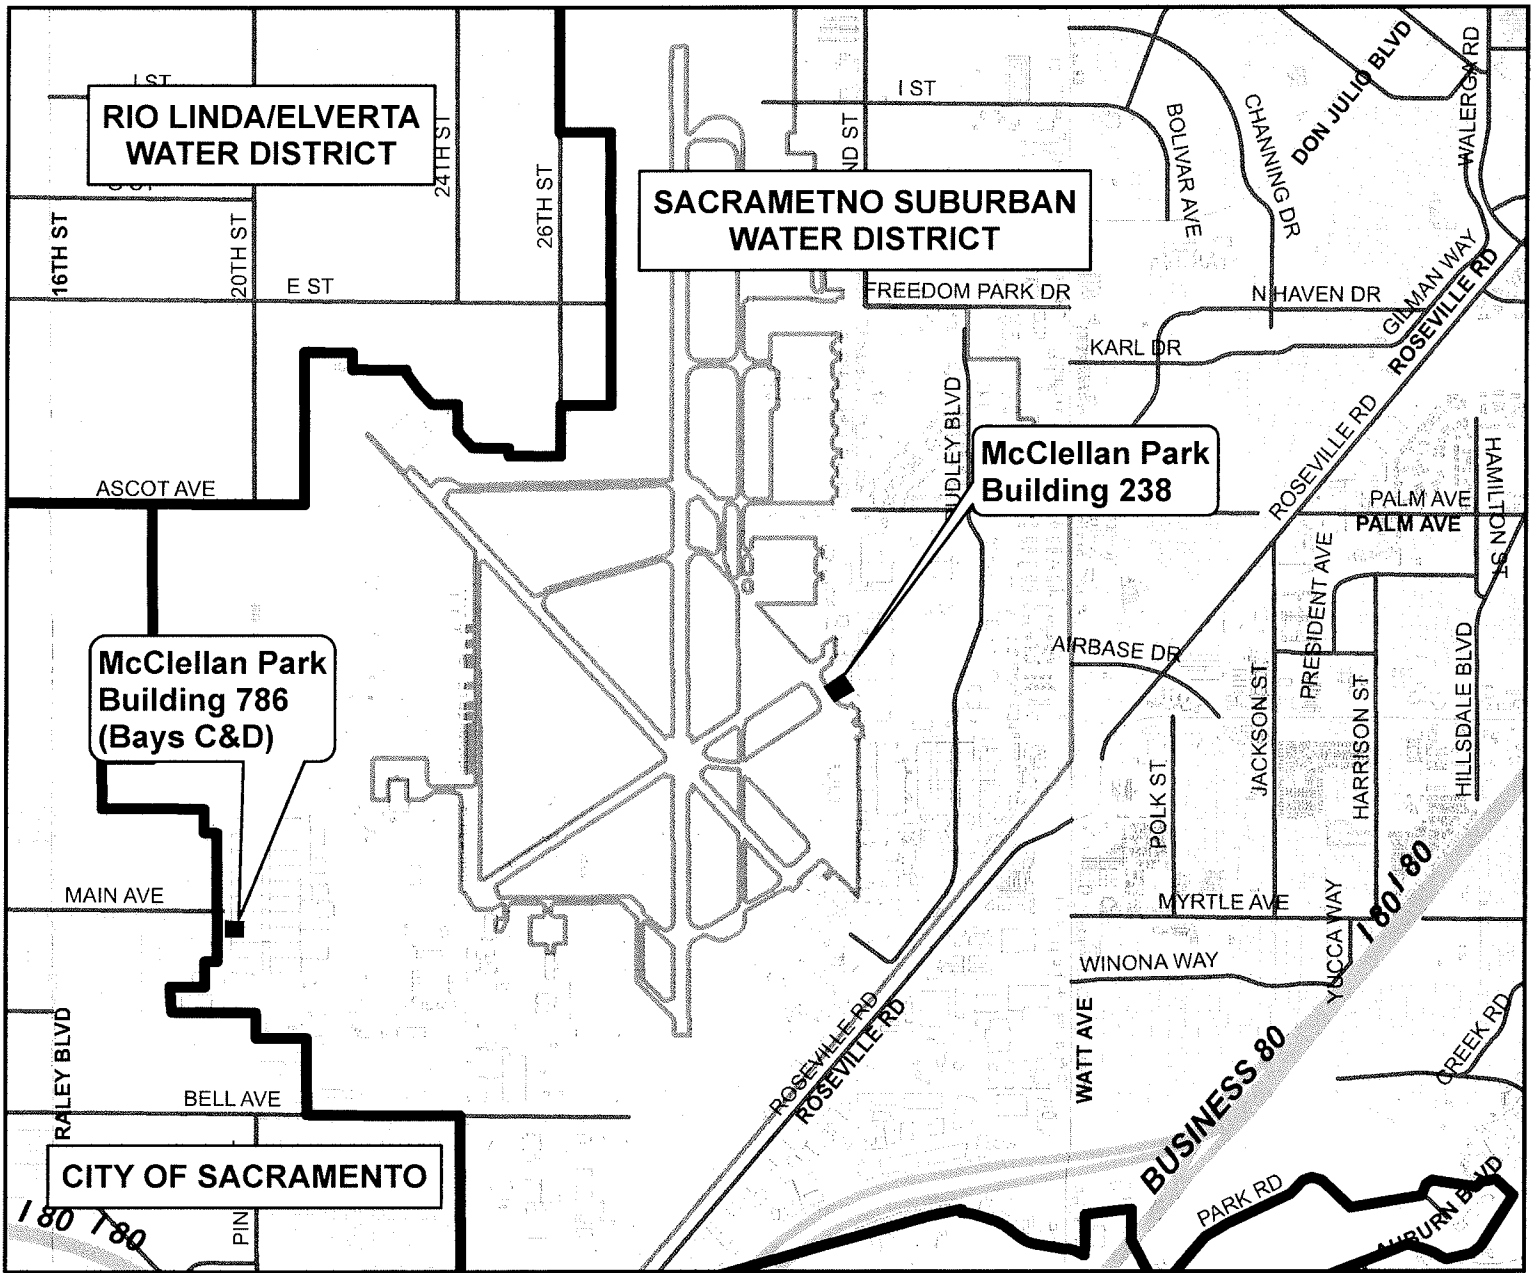 I ST
RIO LINDA/ELVERTA
WATER DISTRICT
16TH ST
20TH ST
24TH ST
26TH ST
E ST
I ST
ND ST
SACRAMETNO SUBURBAN
WATER DISTRICT
BOLIVAR AVE
CHANNING DR
DON JULIO BLVD
WALERGA RD
FREEDOM PARK DR
N HAVEN DR
GILMAN WAY
ROSEVILLE RD
KARL DR
DUDLEY BLVD
McClellan Park
Building 238
ROSEVILLE RD
ASCOT AVE
PALM AVE
PALM AVE
HAMILTON ST
PRESIDENT AVE
AIRBASE DR
McClellan Park
Building 786
(Bays C&D)
JACKSON ST
HARRISON ST
HILLSDALE BLVD
POLK ST
MAIN AVE
MYRTLE AVE
YUCCA WAY
I 80
I 80
WINONA WAY
RALEY BLVD
ROSEVILLE RD
ROSEVILLE RD
WATT AVE
BUSINESS 80
CREEK RD
BELL AVE
CITY OF SACRAMENTO
PIN
I 80
I 80
PARK RD
AUBURN BLVD